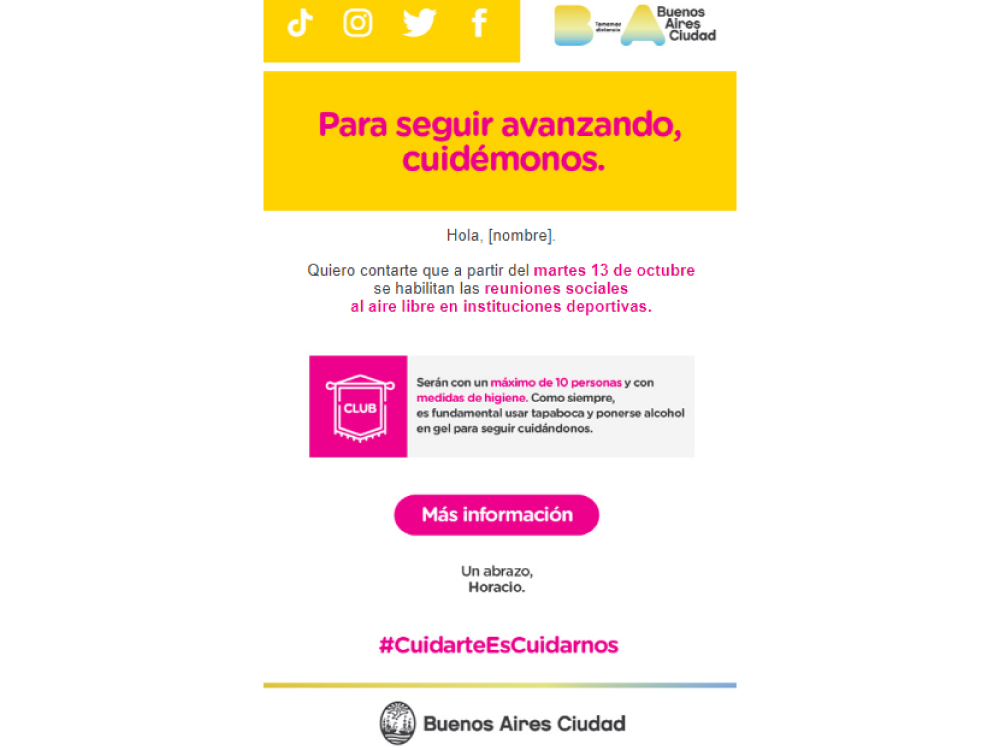 B Tomemos distancia A
Buenos
Aires
Ciudad
Para seguir avanzando,
cuidémonos.
Hola, [nombre].
Quiero contarte que a partir del martes 13 de octubre
se habilitan las reuniones sociales
al aire libre en instituciones deportivas.
CLUB
Serán con un máximo de 10 personas y con
medidas de higiene. Como siempre,
es fundamental usar tapaboca y ponerse alcohol
en gel para seguir cuidándonos.
Más información
Un abrazo,
Horacio.
#CuidarteEsCuidarnos
Buenos Aires Ciudad